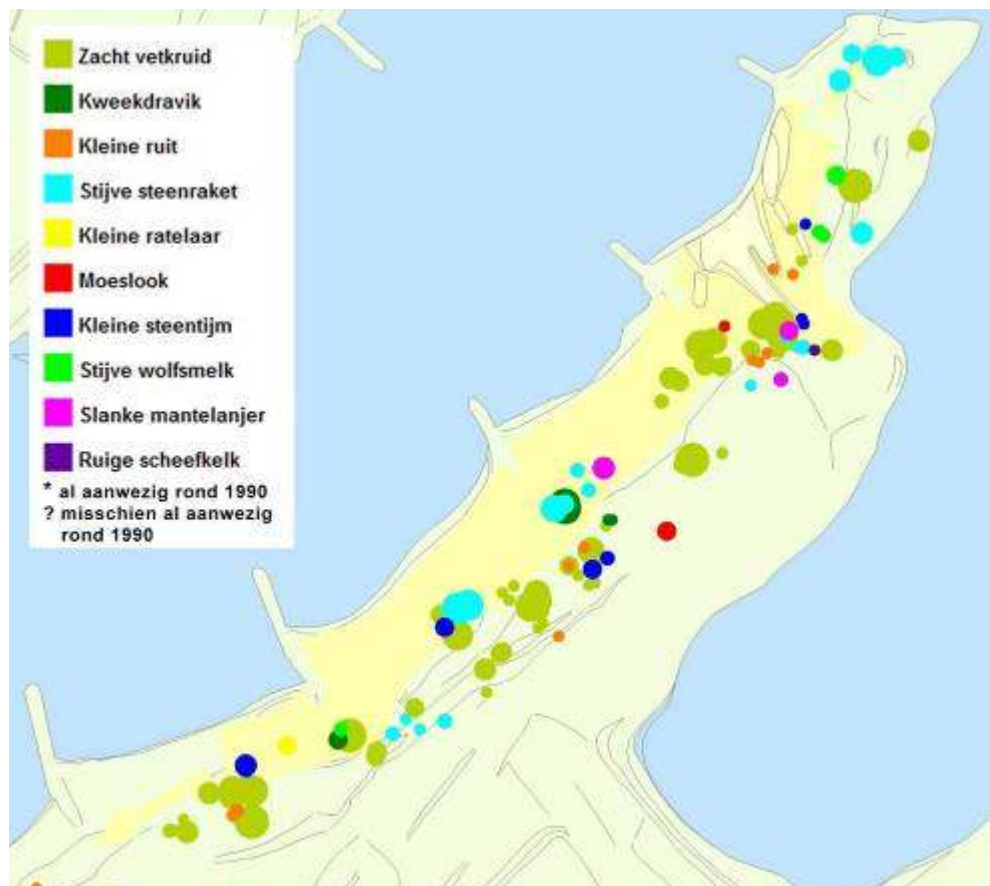 Zacht vetkruid
Kweekdravik
Kleine ruit
Stijve steenraket
Kleine ratelaar
Moeslook
Kleine steentijm
Stijve wolfsmelk
Slanke mantelanjer
Ruige scheefkelk
* al aanwezig rond 1990
? misschien al aanwezig
rond 1990